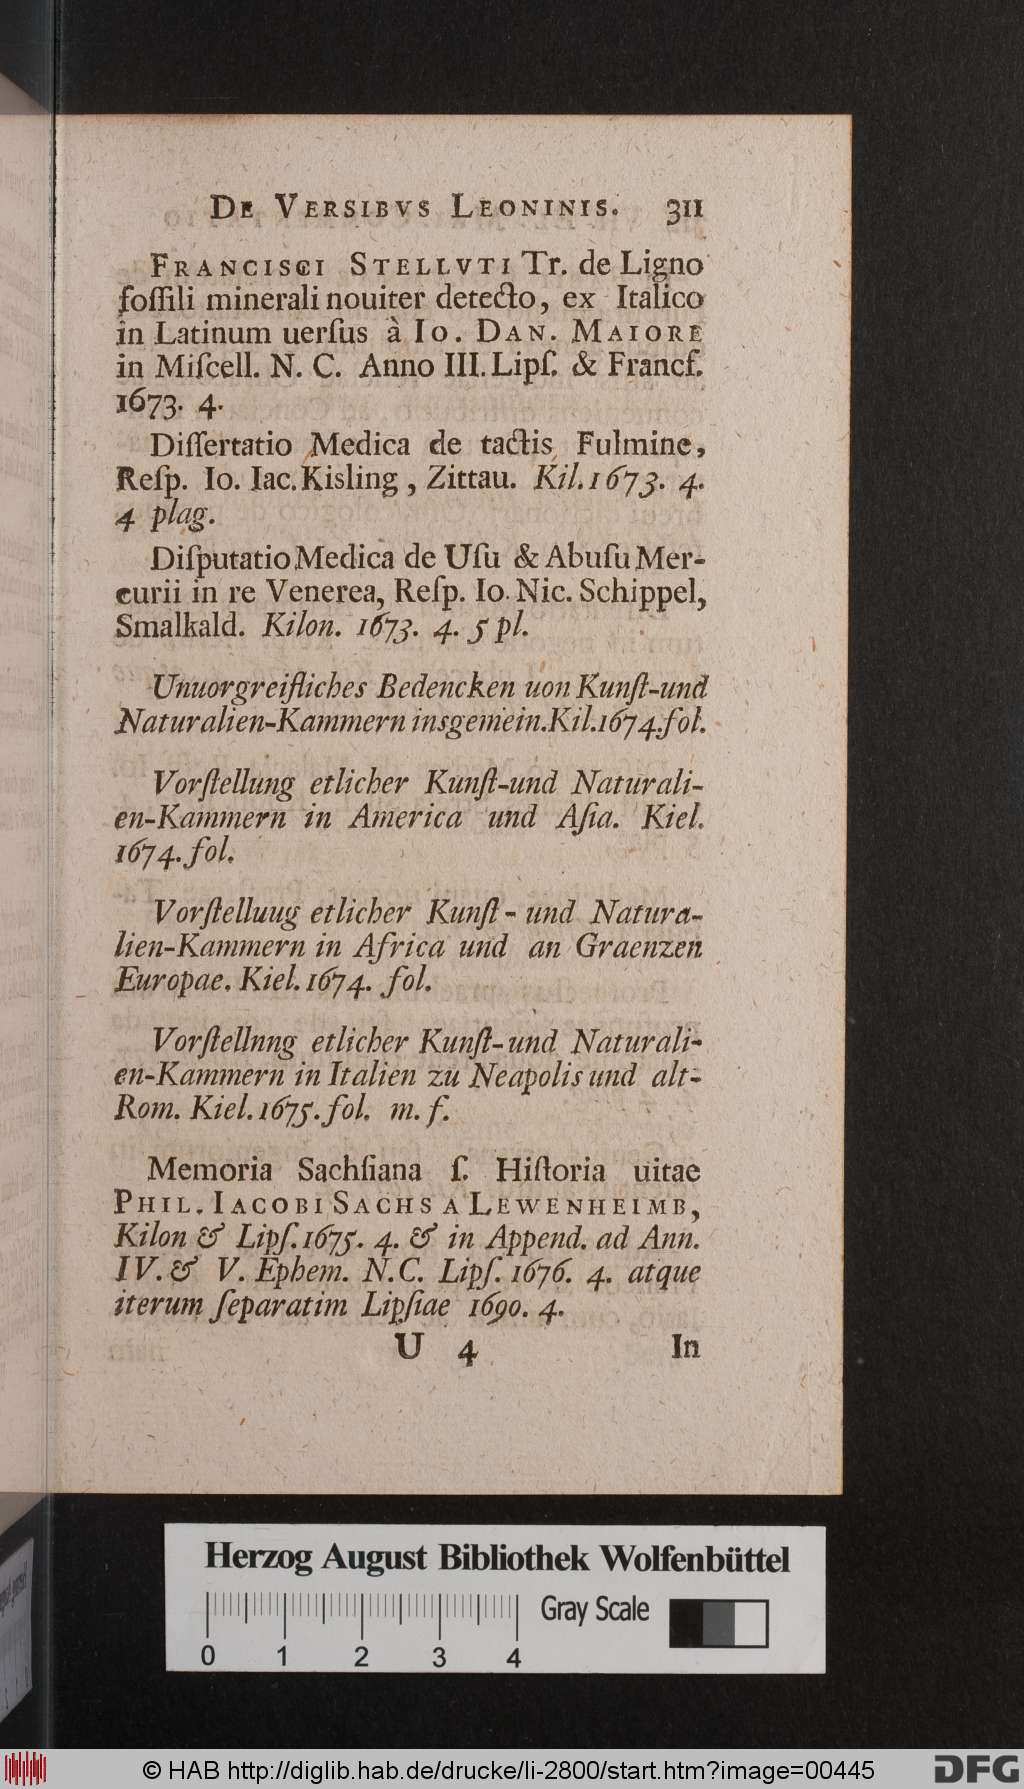 DE VERSIBVS LEONINIS. 311
FRANCISCI STELLVTI Tr. de Ligno
foſſili minerali nouiter detecto, ex Italico
in Latinum uerſus à IO. DAN. MAIORE
in Miſcell. N. C. Anno III. Lipſ. & Francf.
1673. 4.
Diſſertatio Medica de tactis Fulmine,
Reſp. Io. Iac. Kisling, Zittau. Kil. 1673. 4.
4 plag.
Diſputatio Medica de Uſu & Abuſu Mer-
curii in re Venerea, Reſp. Io. Nic. Schippel,
Smalkald. Kilon. 1673. 4. 5 pl.
Unuorgreifliches Bedencken uon Kunſt-und
Naturalien-Kammern insgemein. Kil. 1674. fol.
Vorſtellung etlicher Kunſt-und Naturali-
en-Kammern in America und Aſia. Kiel.
1674. fol.
Vorſtelluug etlicher Kunſt - und Natura-
lien-Kammern in Africa und an Graenzen
Europae. Kiel. 1674. fol.
Vorſtellnng etlicher Kunſt-und Naturali-
en-Kammern in Italien zu Neapolis und alt-
Rom. Kiel. 1675. fol. m. f.
Memoria Sachſiana ſ. Hiſtoria uitae
PHIL. IACOBI SACHS A LEWENHEIMB,
Kilon & Lipſ. 1675. 4. & in Append. ad Ann.
IV. & V. Ephem. N. C. Lipſ. 1676. 4. atque
iterum ſeparatim Lipſiae 1690. 4.
U 4 In
Herzog August Bibliothek Wolfenbüttel
Gray Scale
0 1 2 3 4
© HAB http://diglib.hab.de/drucke/li-2800/start.htm?image=00445
DFG